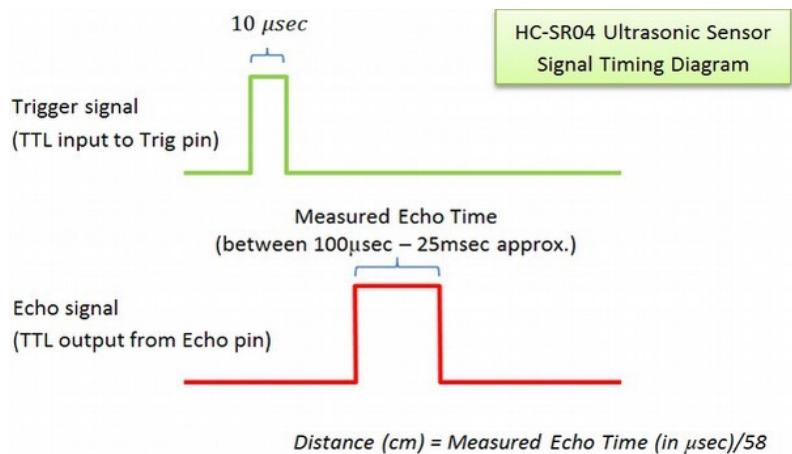 10 μsec
HC-SR04 Ultrasonic Sensor
Signal Timing Diagram
Trigger signal
(TTL input to Trig pin)
Measured Echo Time
(between 100μsec – 25msec approx.)
Echo signal
(TTL output from Echo pin)
Distance (cm) = Measured Echo Time (in μsec)/58